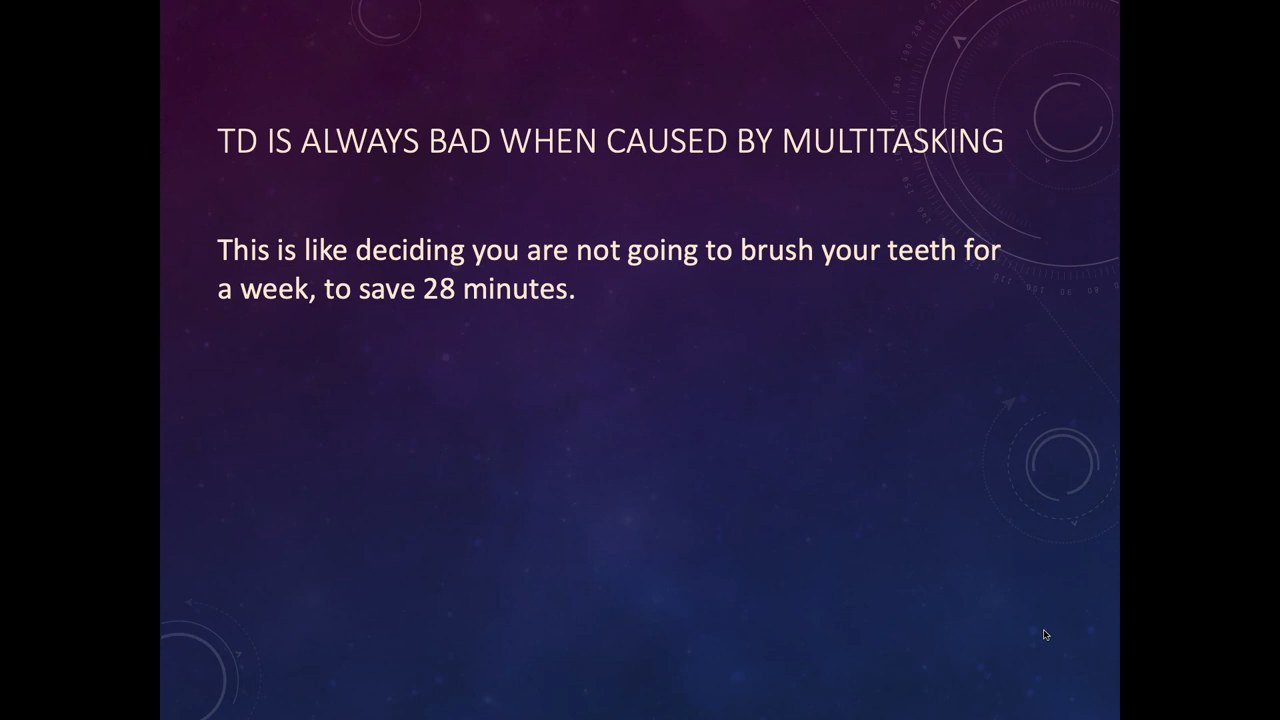 TD IS ALWAYS BAD WHEN CAUSED BY MULTITASKING
This is like deciding you are not going to brush your teeth for
a week, to save 28 minutes.